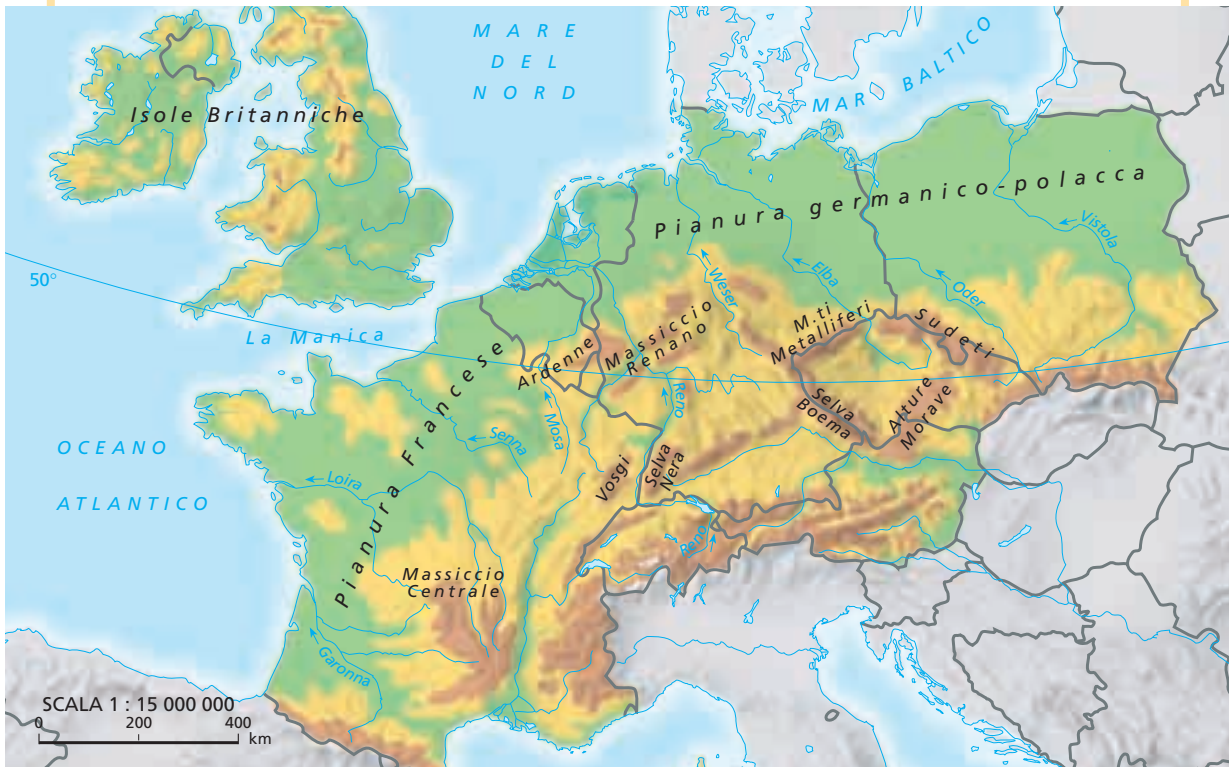 MARE
DEL
NORD
MAR BALTICO
Isole Britanniche
Pianura germanico-polacca
Vistola
50°
Weser
Elba
Oder
La Manica
M.ti
Metalliferi
Sudeti
Massiccio
Renano
Ardenne
Pianura Francese
Reno
Selva
Boema
Alture
Morave
Mosa
Senna
OCEANO
ATLANTICO
Loira
Vosgi
Selva
Nera
Reno
Massiccio
Centrale
Garonna
SCALA 1 : 15 000 000
0 200 400
km